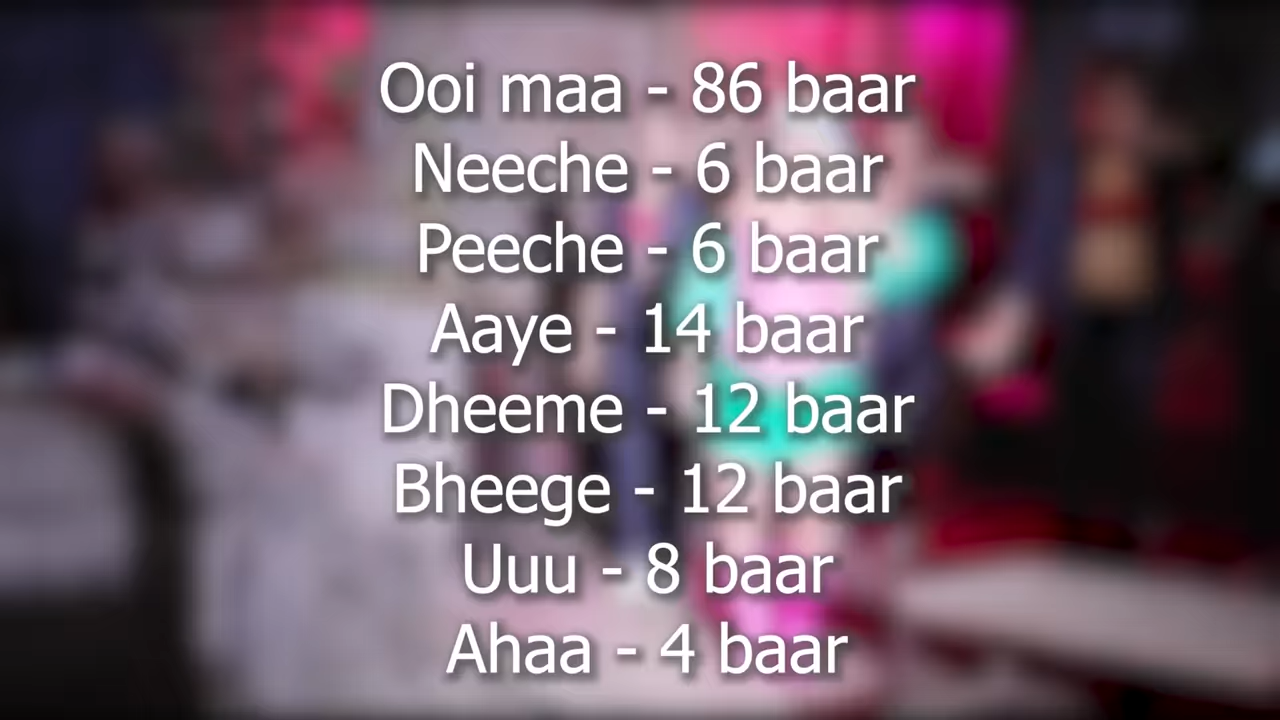 Ooi maa - 86 baar
Neeche - 6 baar
Peeche - 6 baar
Aaye - 14 baar
Dheeme - 12 baar
Bheege - 12 baar
Uuu - 8 baar
Ahaa - 4 baar